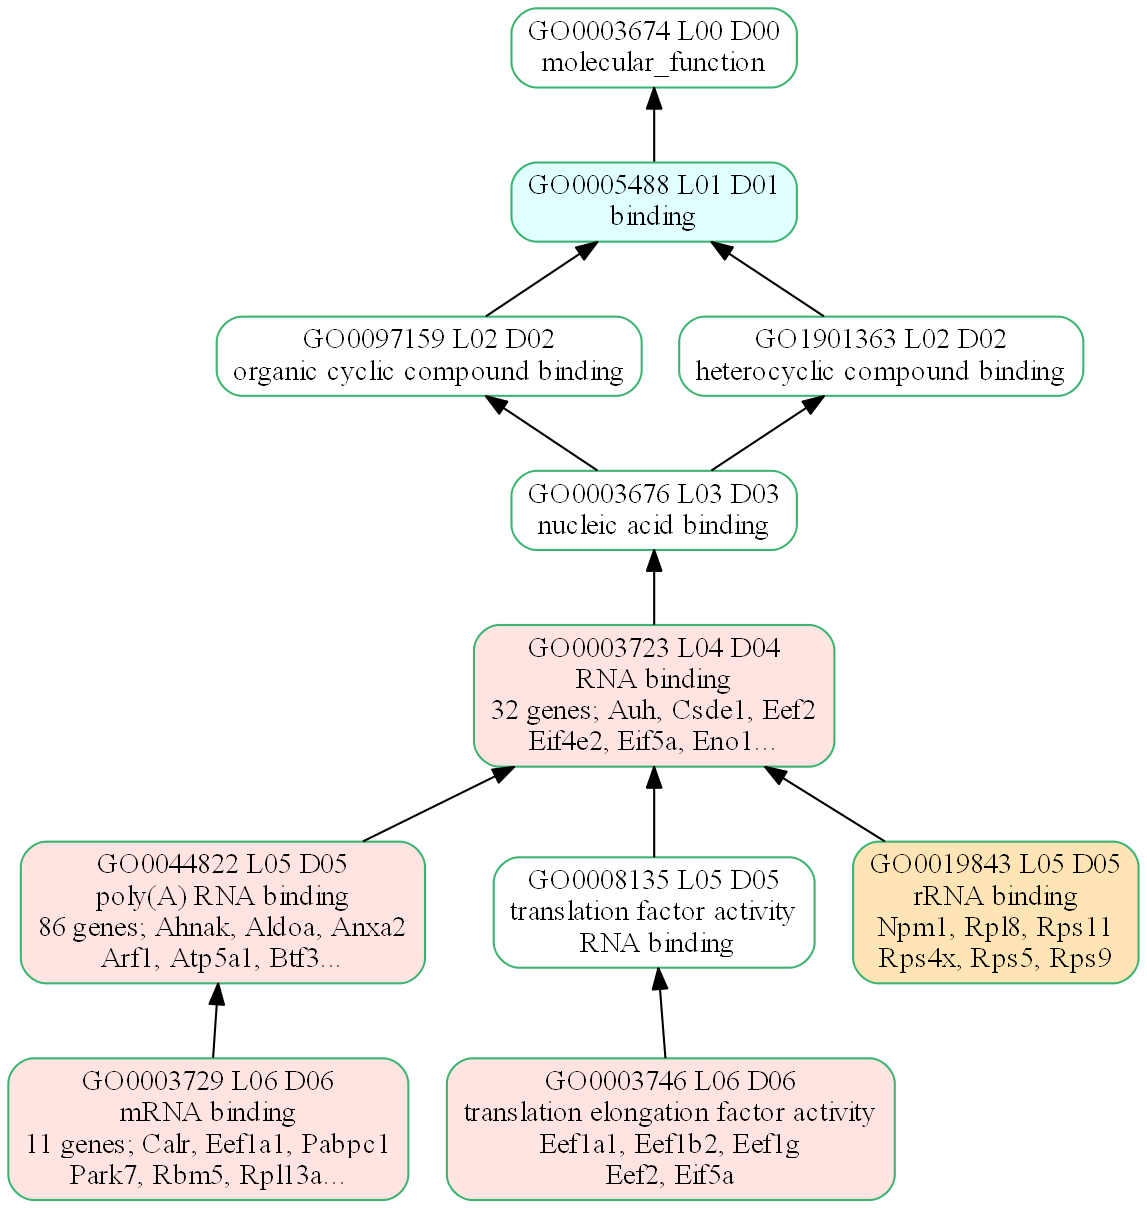 GO0003674 L00 D00
molecular_function
GO0005488 L01 D01
binding
GO0097159 L02 D02
organic cyclic compound binding
GO1901363 L02 D02
heterocyclic compound binding
GO0003676 L03 D03
nucleic acid binding
GO0003723 L04 D04
RNA binding
32 genes; Auh, Csde1, Eef2
Eif4e2, Eif5a, Eno1...
GO0044822 L05 D05
poly(A) RNA binding
86 genes; Ahnak, Aldoa, Anxa2
Arf1, Atp5a1, Btf3...
GO0008135 L05 D05
translation factor activity
RNA binding
GO0019843 L05 D05
rRNA binding
Npm1, Rpl8, Rps11
Rps4x, Rps5, Rps9
GO0003729 L06 D06
mRNA binding
11 genes; Calr, Eef1a1, Pabpc1
Park7, Rbm5, Rpl13a...
GO0003746 L06 D06
translation elongation factor activity
Eef1a1, Eef1b2, Eef1g
Eef2, Eif5a